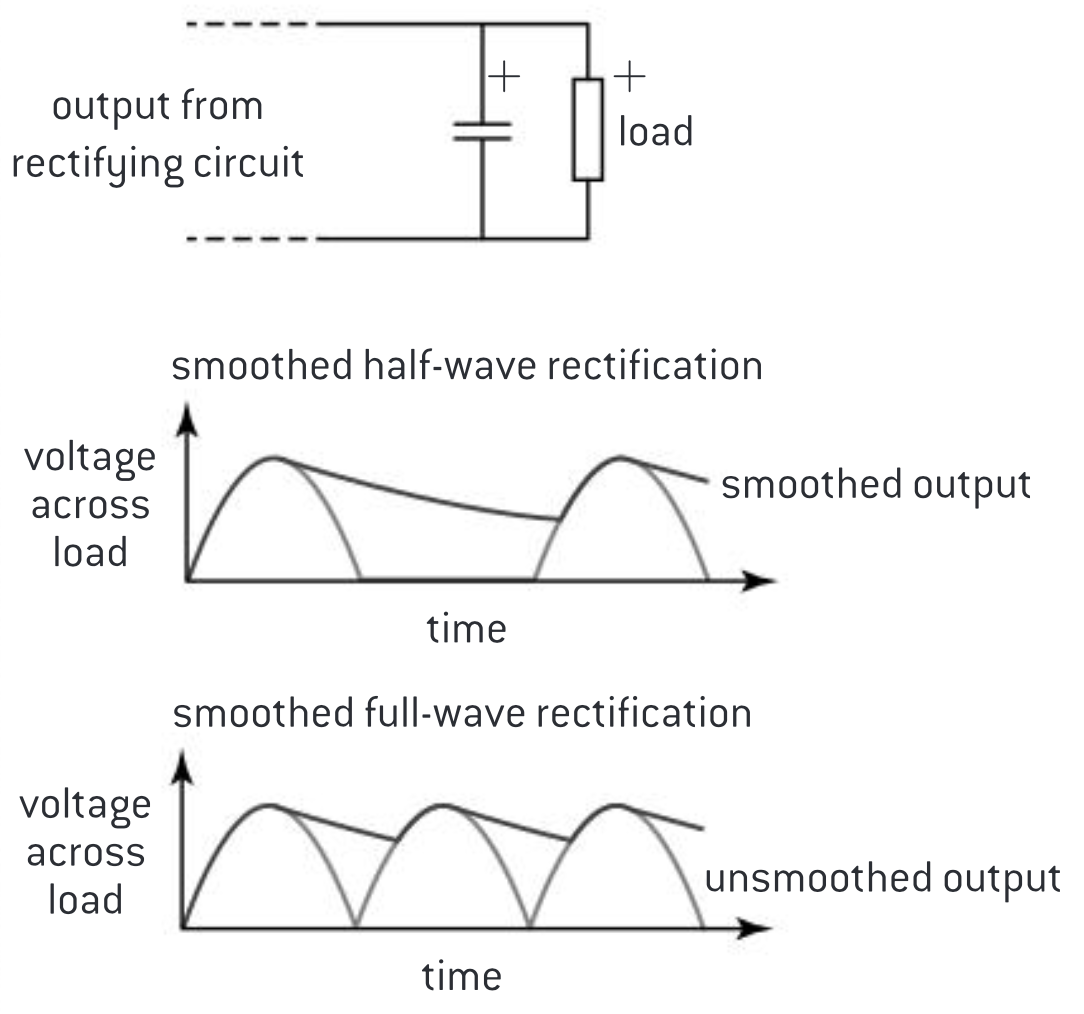 +
+
output from
rectifying circuit
load
smoothed half-wave rectification
voltage
across
load
smoothed output
time
smoothed full-wave rectification
voltage
across
load
unsmoothed output
time